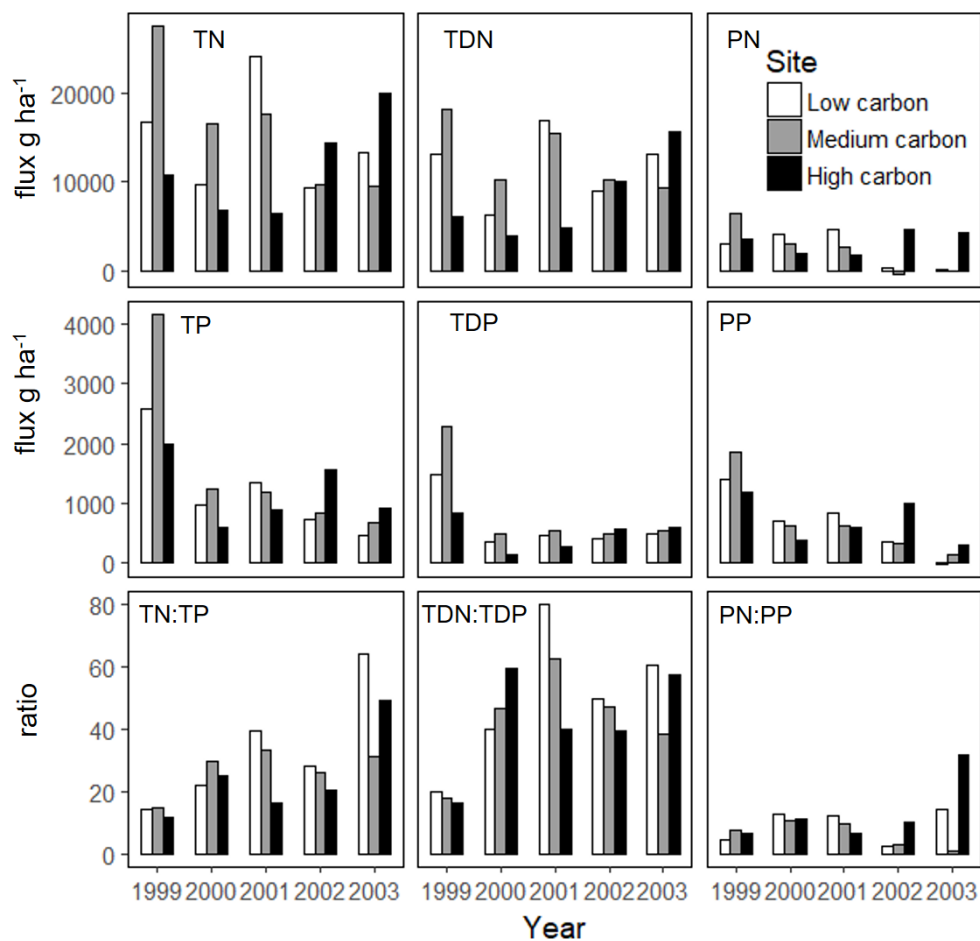 TN
TDN
PN
Site
Low carbon
Medium carbon
High carbon
flux g ha-1
20000
10000
0
TP
TDP
PP
flux g ha-1
4000
3000
2000
1000
0
TN:TP
TDN:TDP
PN:PP
ratio
80
60
40
20
0
1999 2000 2001 2002 2003
1999 2000 2001 2002 2003
1999 2000 2001 2002 2003
Year